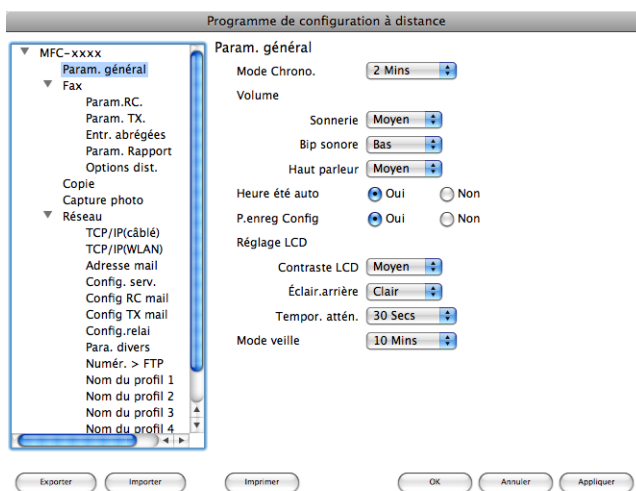 Programme de configuration à distance
MFC-xxxx
Param. général
Fax
Param.RC.
Param. TX.
Entr. abrégées
Param. Rapport
Options dist.
Copie
Capture photo
Réseau
TCP/IP(câblé)
TCP/IP(WLAN)
Adresse mail
Config. serv.
Config RC mail
Config TX mail
Config.relai
Para. divers
Numér. > FTP
Nom du profil 1
Nom du profil 2
Nom du profil 3
Nom du profil 4
Param. général
Mode Chrono. 2 Mins
Volume
Sonnerie Moyen
Bip sonore Bas
Haut parleur Moyen
Heure été auto Oui Non
P.enreg Config Oui Non
Réglage LCD
Contraste LCD Moyen
Éclair.arrière Clair
Tempor. attén. 30 Secs
Mode veille 10 Mins
Exporter Importer Imprimer OK Annuler Appliquer